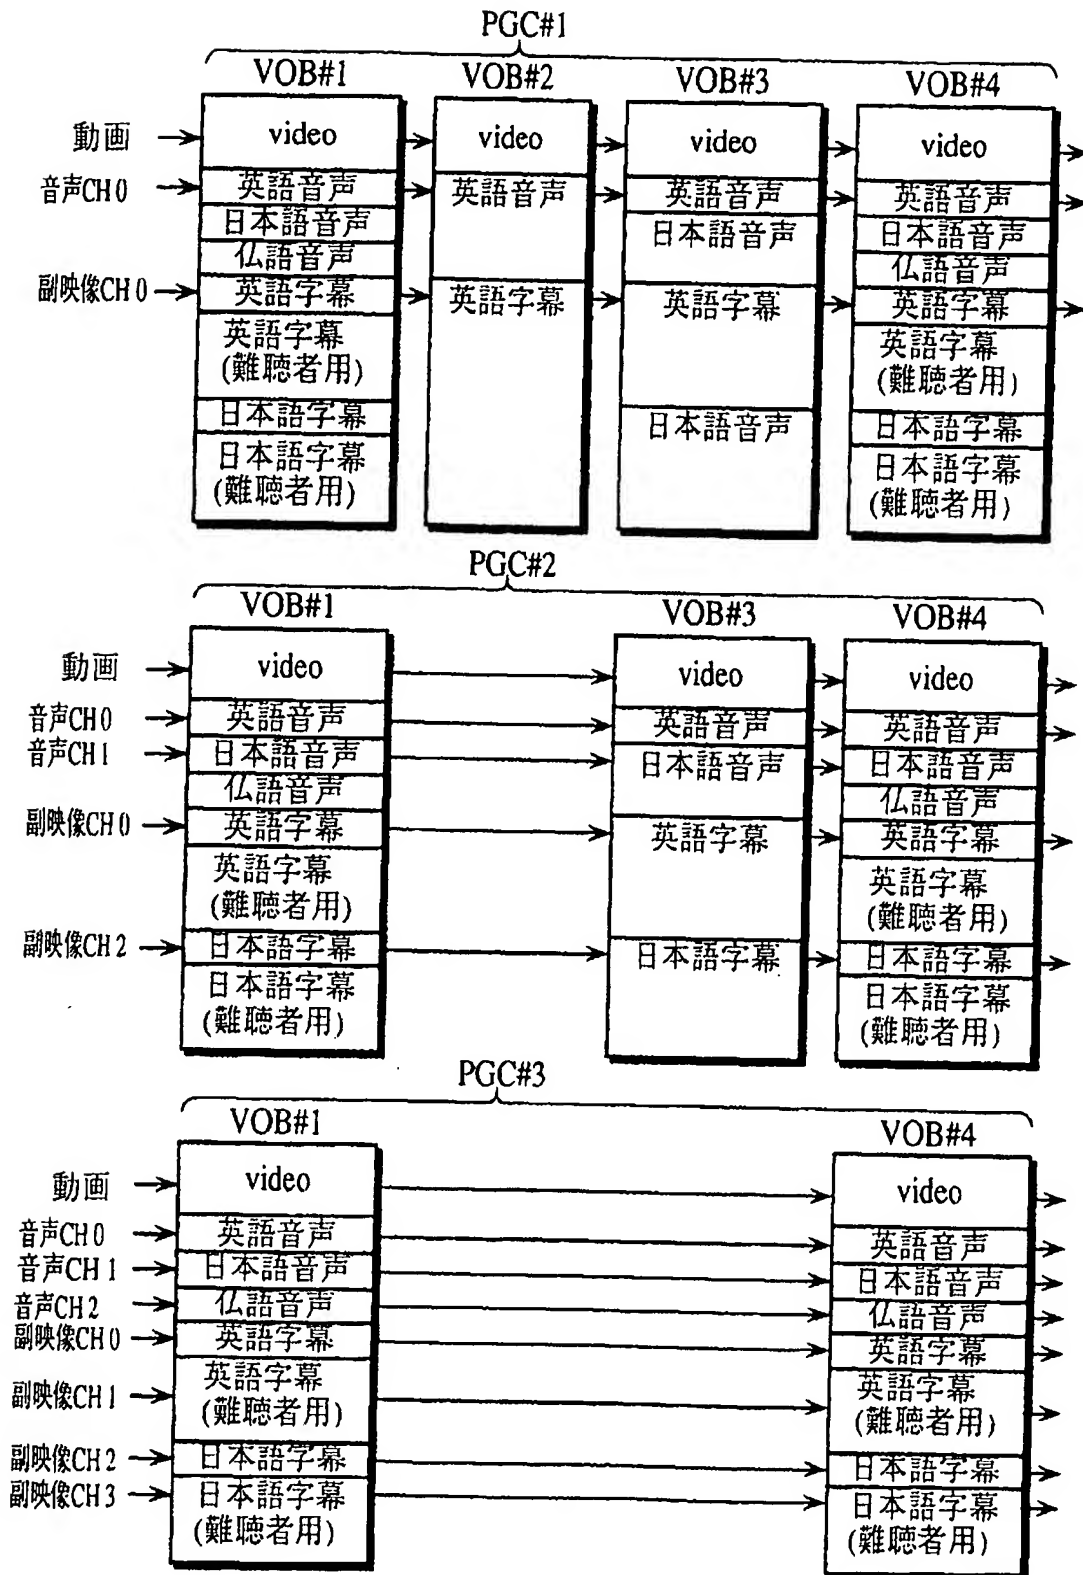 PGC#1
VOB#1 VOB#2 VOB#3 VOB#4
動画 video video video video
音声CH0 英語音声 英語音声 英語音声 英語音声
日本語音声 日本語音声 日本語音声
仏語音声 仏語音声
副映像CH0 英語字幕 英語字幕 英語字幕 英語字幕
英語字幕 英語字幕
(難聴者用) (難聴者用)
日本語字幕 日本語音声 日本語字幕
日本語字幕 日本語字幕
(難聴者用) (難聴者用)
PGC#2
VOB#1 VOB#3 VOB#4
動画 video video video
音声CH0 英語音声 英語音声 英語音声
音声CH1 日本語音声 日本語音声 日本語音声
仏語音声 仏語音声
副映像CH0 英語字幕 英語字幕 英語字幕
英語字幕 英語字幕
(難聴者用) (難聴者用)
副映像CH2 日本語字幕 日本語字幕 日本語字幕
日本語字幕 日本語字幕
(難聴者用) (難聴者用)
PGC#3
VOB#1 VOB#4
動画 video video
音声CH0 英語音声 英語音声
音声CH1 日本語音声 日本語音声
音声CH2 仏語音声 仏語音声
副映像CH0 英語字幕 英語字幕
副映像CH1 英語字幕 英語字幕
(難聴者用) (難聴者用)
副映像CH2 日本語字幕 日本語字幕
副映像CH3 日本語字幕 日本語字幕
(難聴者用) (難聴者用)